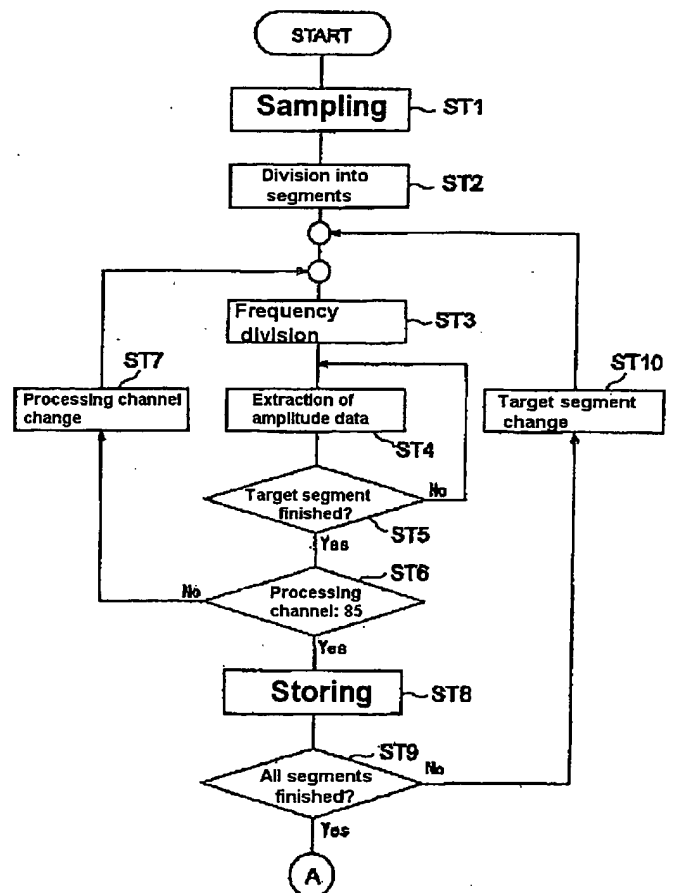 START
Sampling
ST1
Division into
segments
ST2
Frequency
division
ST3
ST7
Processing channel
change
Extraction of
amplitude data
ST4
ST10
Target segment
change
Target segment
finished?
No
ST5
Yes
ST6
No
Processing
channel: 85
Yes
Storing
ST8
ST9
All segments
finished?
No
Yes
A